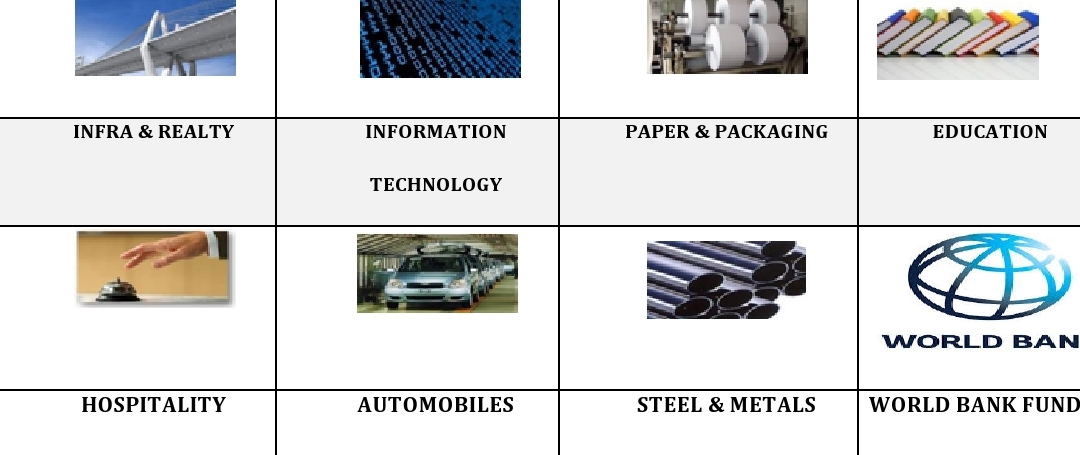 INFRA & REALTY
INFORMATION
TECHNOLOGY
PAPER & PACKAGING
EDUCATION
WORLD BAN
HOSPITALITY
AUTOMOBILES
STEEL & METALS
WORLD BANK FUND